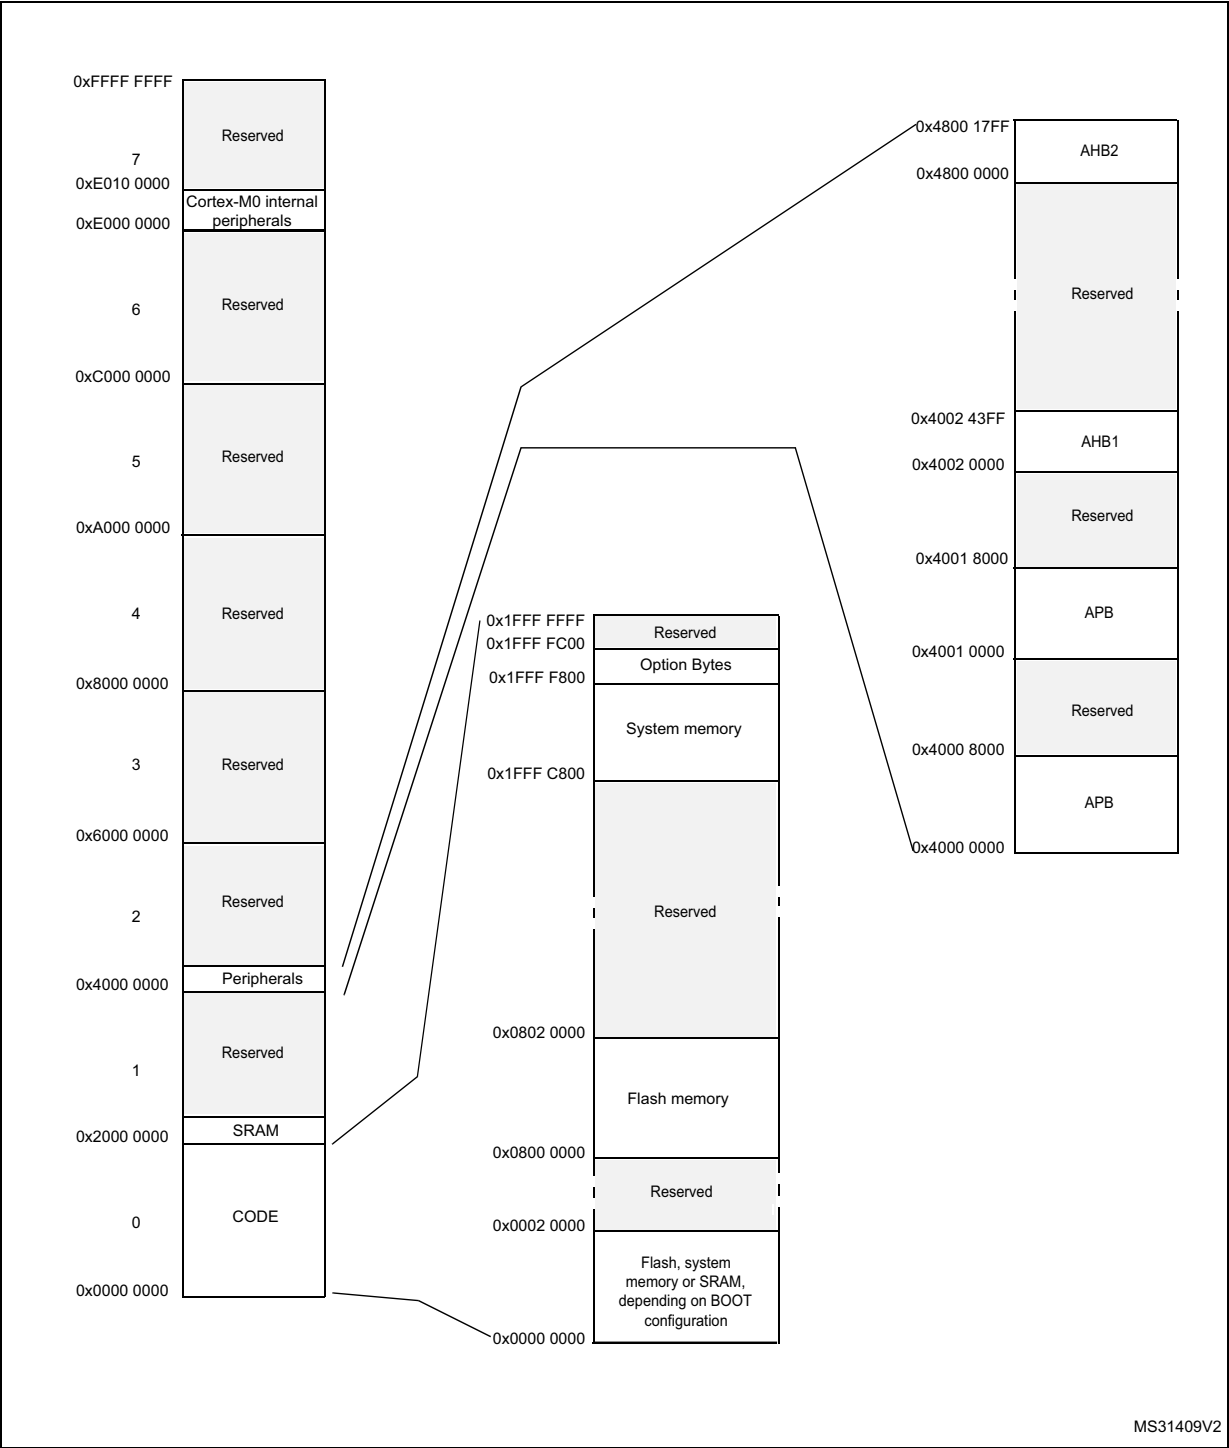 0xFFFF FFFF
Reserved
7
0xE010 0000
Cortex-M0 internal
peripherals
0xE000 0000
Reserved
6
0xC000 0000
Reserved
5
0xA000 0000
Reserved
4
0x8000 0000
Reserved
3
0x6000 0000
Reserved
2
Peripherals
0x4000 0000
Reserved
1
SRAM
0x2000 0000
CODE
0
0x0000 0000
0x1FFF FFFF
Reserved
0x1FFF FC00
Option Bytes
0x1FFF F800
System memory
0x1FFF C800
Reserved
0x0802 0000
Flash memory
0x0800 0000
Reserved
0x0002 0000
Flash, system
memory or SRAM,
depending on BOOT
configuration
0x0000 0000
0x4800 17FF
AHB2
0x4800 0000
Reserved
0x4002 43FF
AHB1
0x4002 0000
Reserved
0x4001 8000
APB
0x4001 0000
Reserved
0x4000 8000
APB
0x4000 0000
MS31409V2